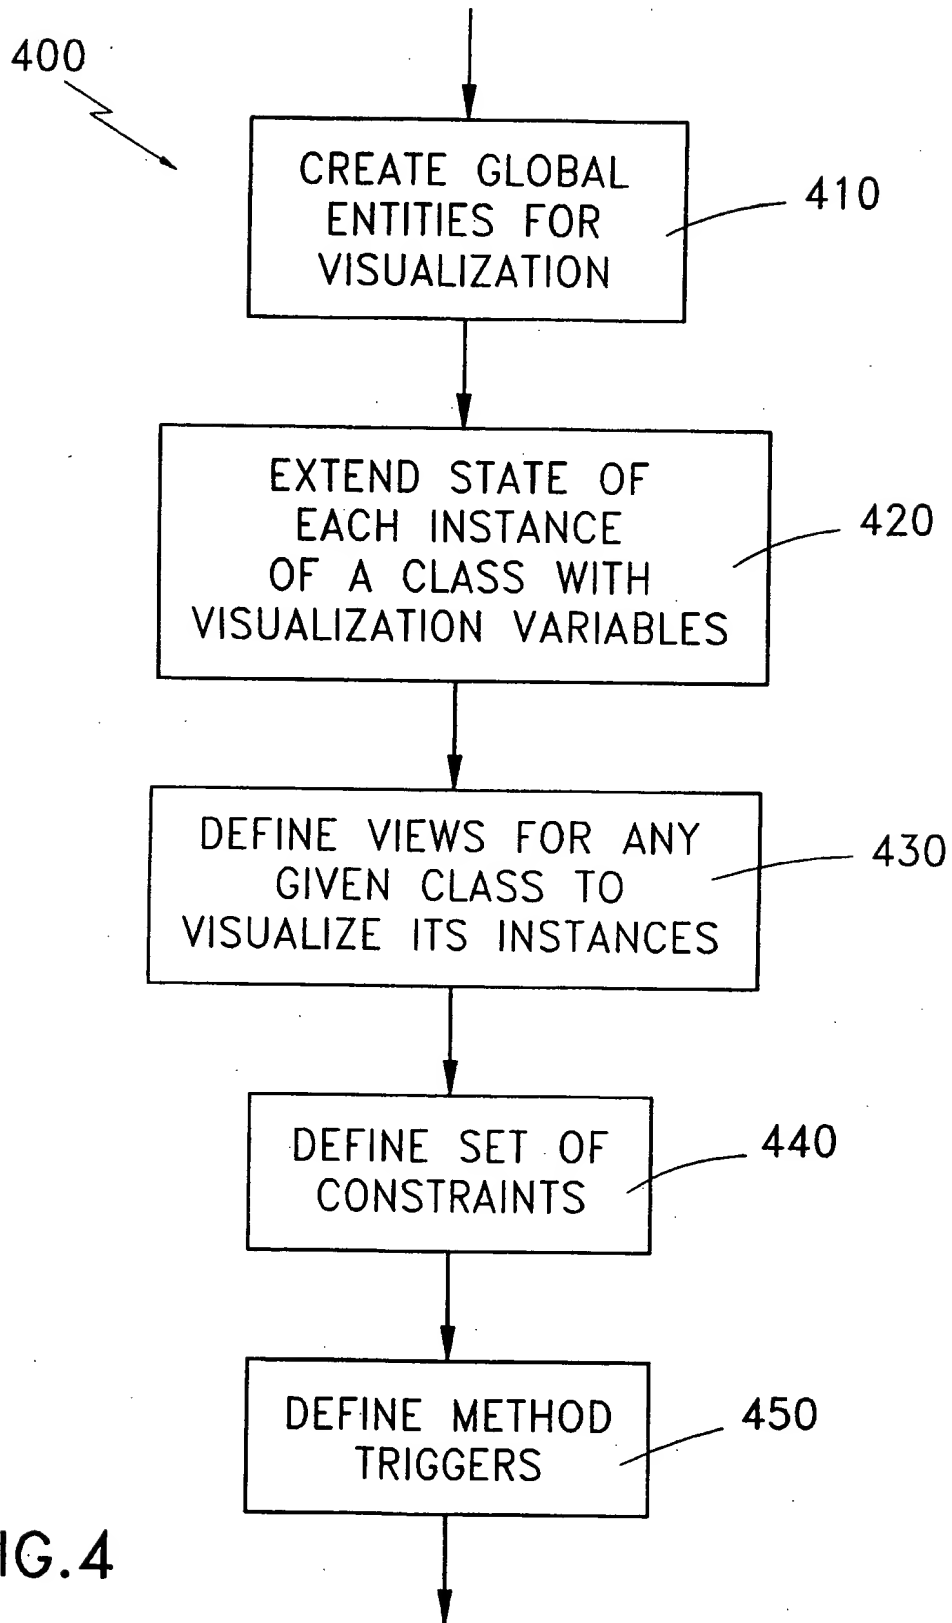 400
CREATE GLOBAL
ENTITIES FOR
VISUALIZATION
410
EXTEND STATE OF
EACH INSTANCE
OF A CLASS WITH
VISUALIZATION VARIABLES
420
DEFINE VIEWS FOR ANY
GIVEN CLASS TO
VISUALIZE ITS INSTANCES
430
DEFINE SET OF
CONSTRAINTS
440
DEFINE METHOD
TRIGGERS
450
IG.4